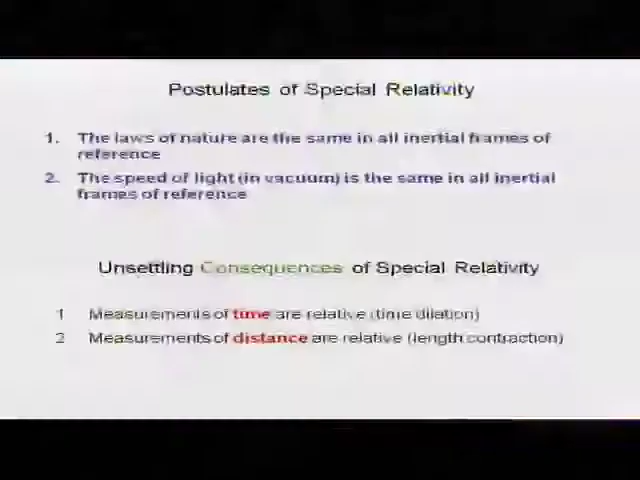 Postulates of Special Relativity
1. The laws of nature are the same in all inertial frames of
reference
2. The speed of light (in vacuum) is the same in all inertial
frames of reference
Unsettling Consequences of Special Relativity
1 Measurements of time are relative (time dilation)
2 Measurements of distance are relative (length contraction)